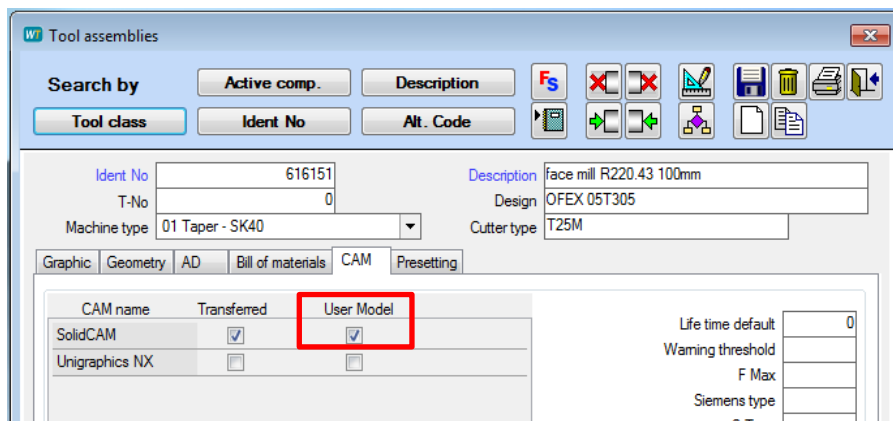 WT Tool assemblies
Search by Active comp. Description FS
Tool class Ident No Alt. Code
Ident No 616151 Description face mill R220.43 100mm
T-No 0 Design OFEX 05T305
Machine type 01 Taper - SK40 Cutter type T25M
Graphic Geometry AD Bill of materials CAM Presetting
CAM name Transferred User Model
SolidCAM
Unigraphics NX
Life time default 0
Warning threshold
F Max
Siemens type